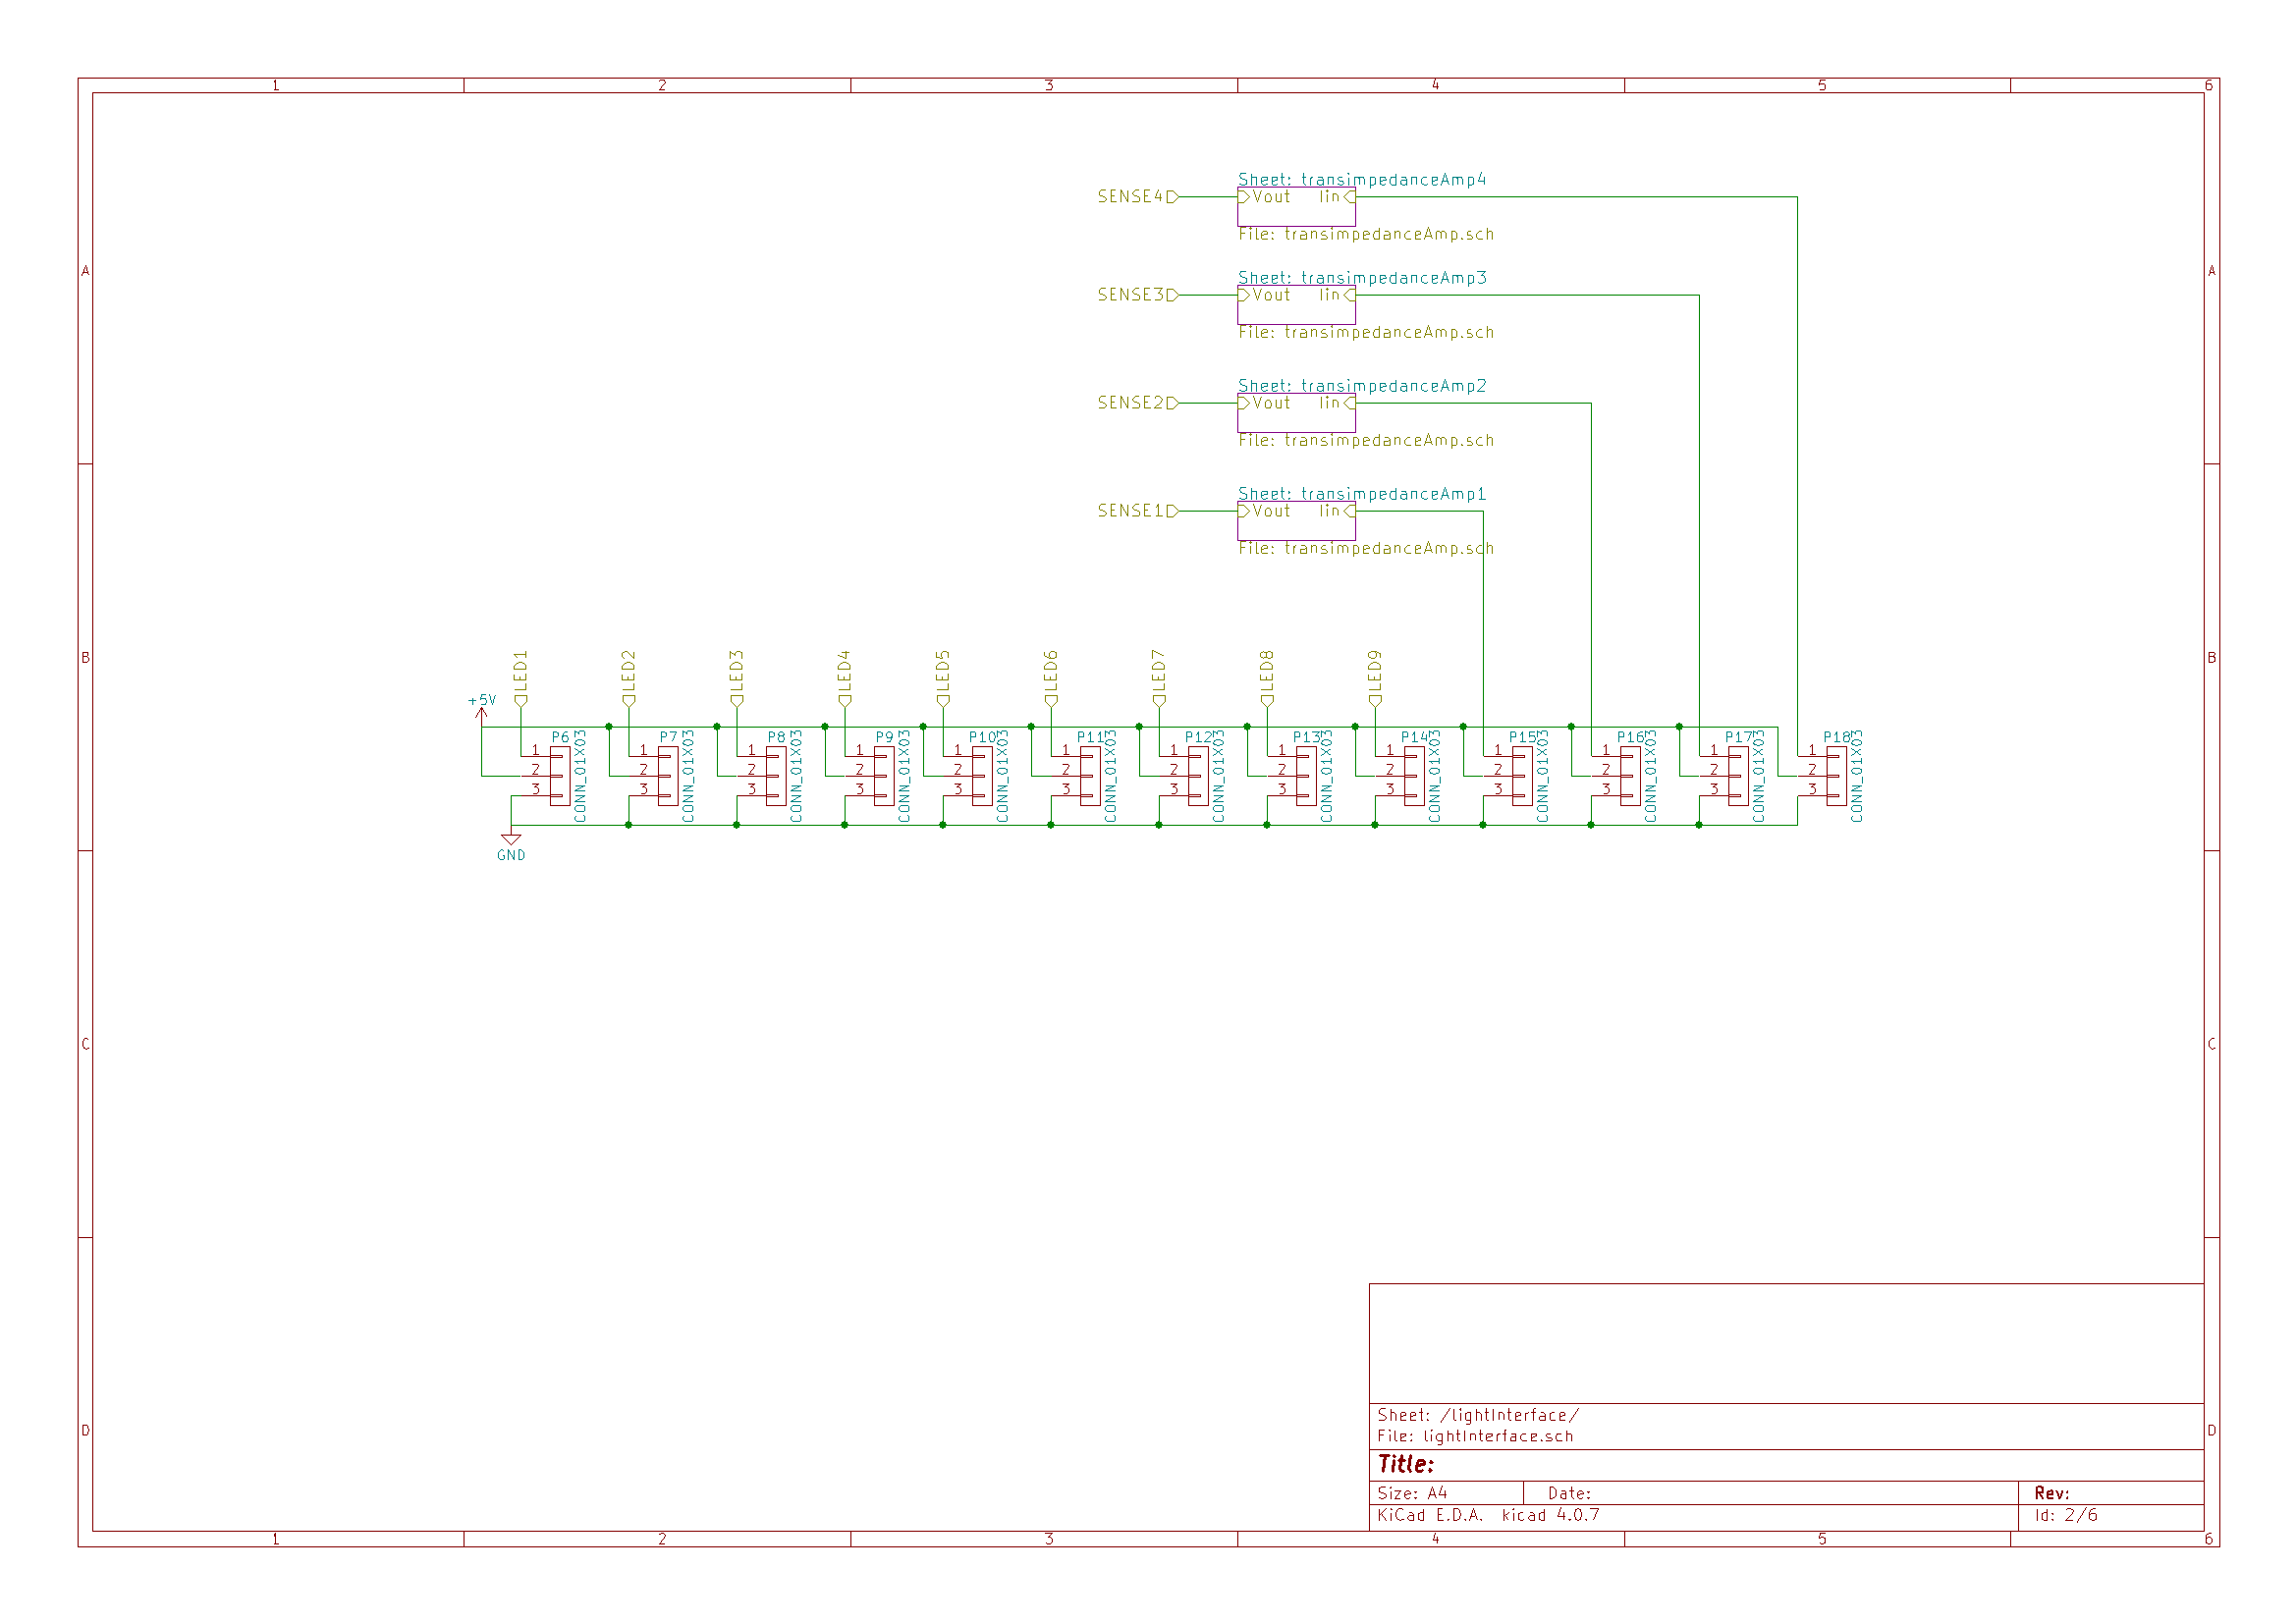 1 2 3 4 5 6
Sheet: transimpedanceAmp4
SENSE4 Vout Iin
File: transimpedanceAmp.sch
A A
Sheet: transimpedanceAmp3
SENSE3 Vout Iin
File: transimpedanceAmp.sch
Sheet: transimpedanceAmp2
SENSE2 Vout Iin
File: transimpedanceAmp.sch
Sheet: transimpedanceAmp1
SENSE1 Vout Iin
File: transimpedanceAmp.sch
B B
LED1 LED2 LED3 LED4 LED5 LED6 LED7 LED8 LED9
+5V
P6 P7 P8 P9 P10 P11 P12 P13 P14 P15 P16 P17 P18
1 1 1 1 1 1 1 1 1 1 1 1 1
2 2 2 2 2 2 2 2 2 2 2 2 2
3 3 3 3 3 3 3 3 3 3 3 3 3
CONN_01X03 CONN_01X03 CONN_01X03 CONN_01X03 CONN_01X03 CONN_01X03 CONN_01X03 CONN_01X03 CONN_01X03 CONN_01X03 CONN_01X03 CONN_01X03 CONN_01X03
GND
C C
D D
Sheet: /lightInterface/
File: lightInterface.sch
Title:
Size: A4 Date: Rev:
KiCad E.D.A. kicad 4.0.7 Id: 2/6
1 2 3 4 5 6